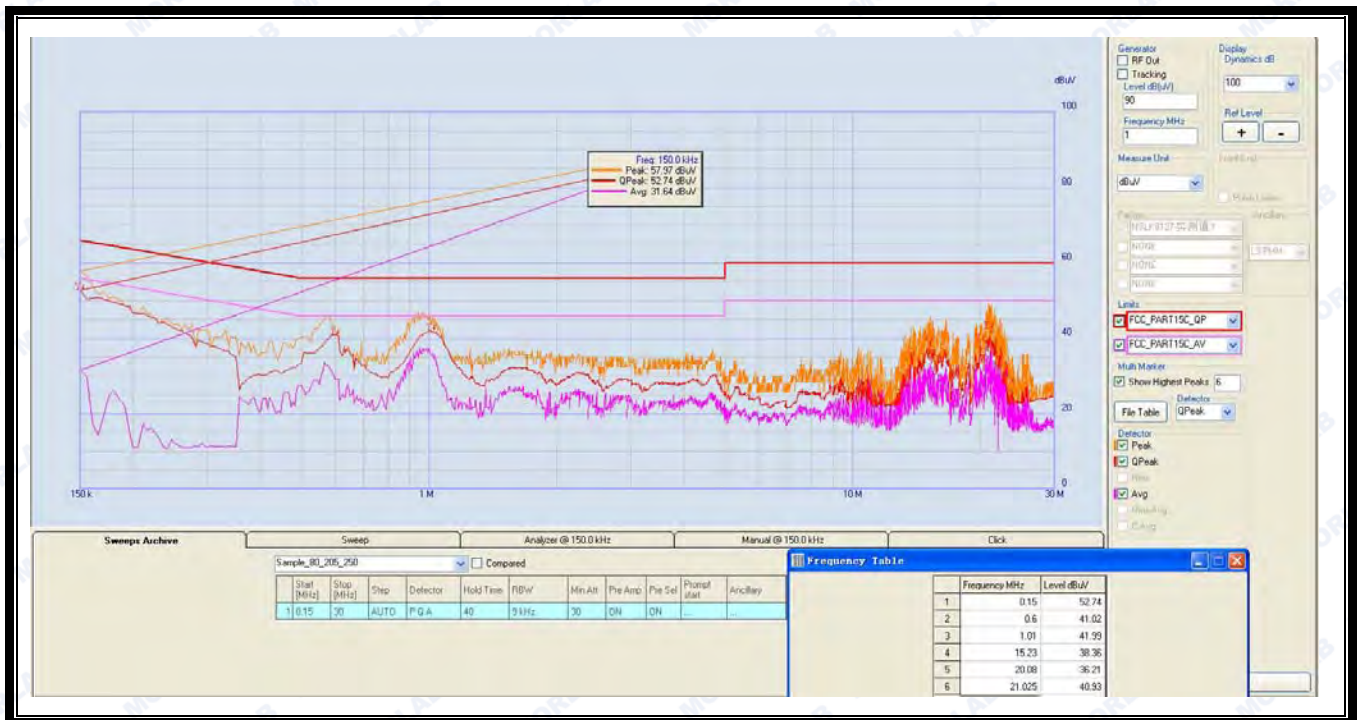 Generator
RF Out
Tracking
Level dB(uV)
90
Frequency MHz
1
Display
Dynamics dB
100
Ref Level
+ -
Measure Unit
dBuV
dBuV
100
80
60
40
20
0
Freq: 150.0 kHz
Peak: 57.97 dBuV
QPeak: 52.74 dBuV
Avg: 31.64 dBuV
150 k 1 M 10 M 30 M
Ancillary
NONE
NONE
NONE
Limits
FCC_PART15C_QP
FCC_PART15C_AV
Multi Marker
Show Highest Peaks 6
File Table
Detector
QPeak
Detector
Peak
QPeak
Avg
Sweeps Archive Sweep Analyzer @ 150.0 kHz Manual @ 150.0 kHz Click
Sample_80_205_250 Compared
Start [MHz] Stop [MHz] Step Detector Hold Time RBW Min Att Pre Amp Pre Sel Prompt start Ancillary
1 0.15 30 AUTO P Q A 40 9 kHz 30 ON ON ... ...
Frequency Table
Frequency MHz Level dBuV
1 0.15 52.74
2 0.6 41.02
3 1.01 41.99
4 15.23 38.36
5 20.08 36.21
6 21.025 40.93